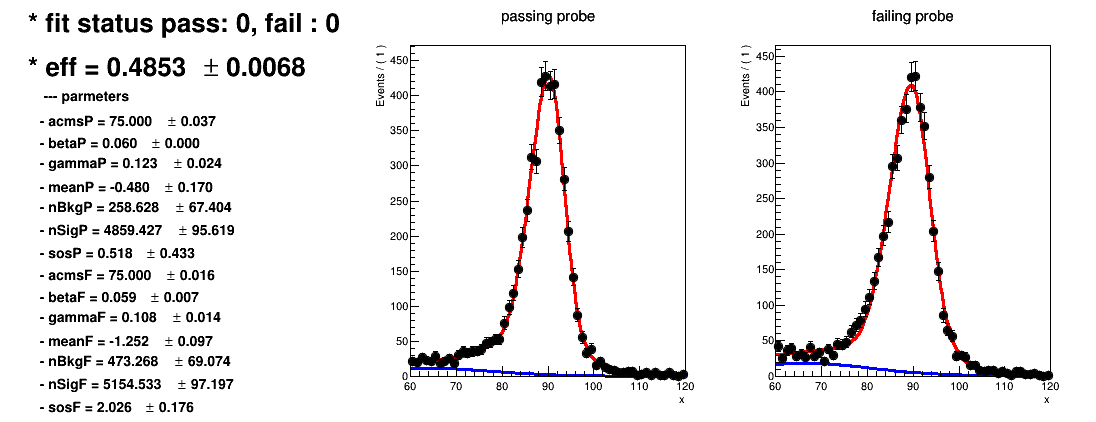 * fit status pass: 0, fail : 0
* eff = 0.4853 ± 0.0068
--- parmeters
- acmsP = 75.000 ± 0.037
- betaP = 0.060 ± 0.000
- gammaP = 0.123 ± 0.024
- meanP = -0.480 ± 0.170
- nBkgP = 258.628 ± 67.404
- nSigP = 4859.427 ± 95.619
- sosP = 0.518 ± 0.433
- acmsF = 75.000 ± 0.016
- betaF = 0.059 ± 0.007
- gammaF = 0.108 ± 0.014
- meanF = -1.252 ± 0.097
- nBkgF = 473.268 ± 69.074
- nSigF = 5154.533 ± 97.197
- sosF = 2.026 ± 0.176
passing probe
Events / ( 1 )
450
400
350
300
250
200
150
100
50
0
60 70 80 90 100 110 120
x
failing probe
Events / ( 1 )
450
400
350
300
250
200
150
100
50
0
60 70 80 90 100 110 120
x